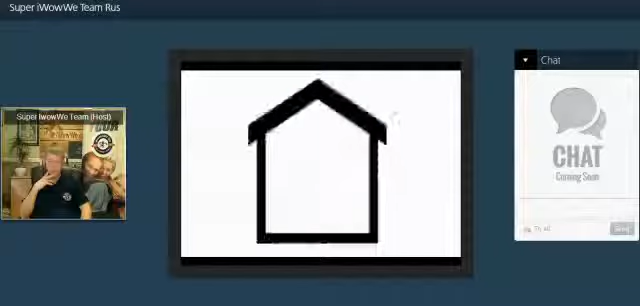 Super iWowWe Team Rus
Chat
Super IwowWe Team (Host)
CHAT
Coming Soon
Send